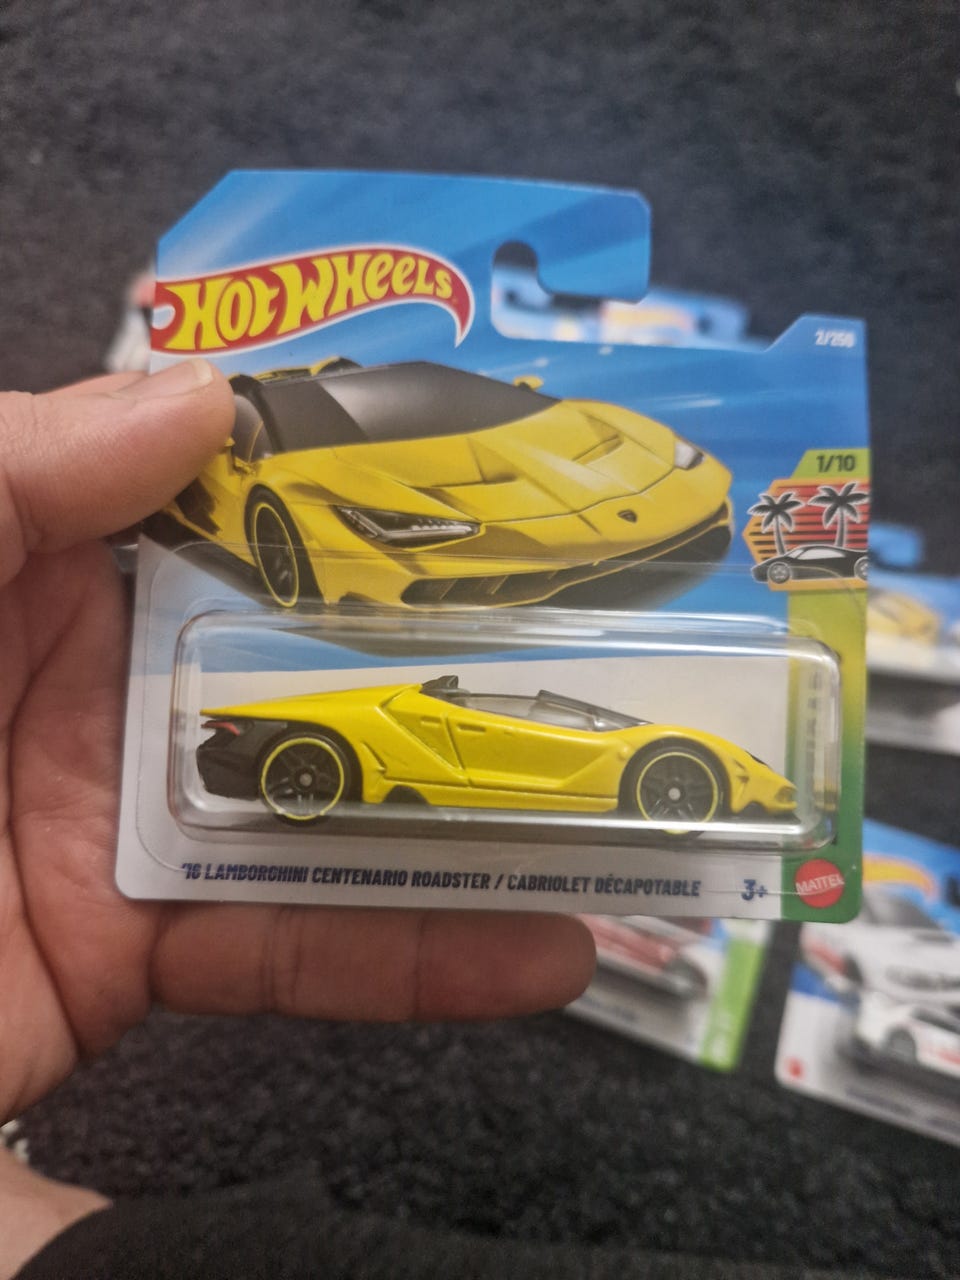 HOT WHEELS
2/250
1/10
'16 LAMBORGHINI CENTENARIO ROADSTER / CABRIOLET DÉCAPOTABLE
3+
MATTEL